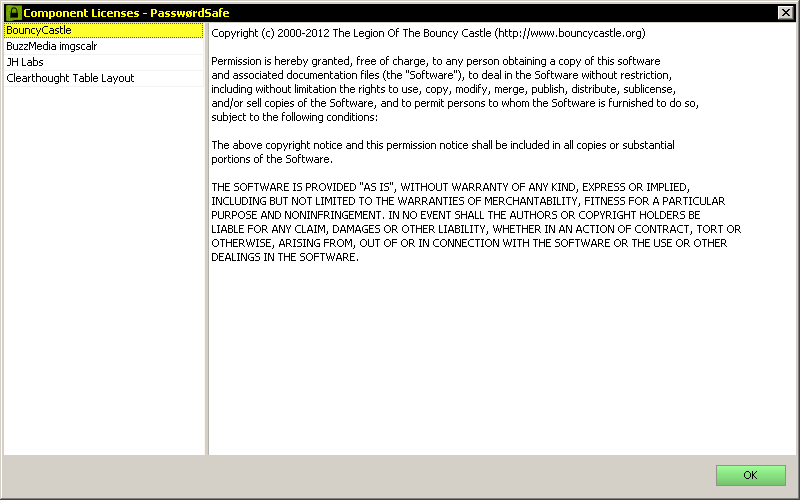 Component Licenses - PasswørdSafe
BouncyCastle
BuzzMedia imgscalr
JH Labs
Clearthought Table Layout
Copyright (c) 2000-2012 The Legion Of The Bouncy Castle (http://www.bouncycastle.org)
Permission is hereby granted, free of charge, to any person obtaining a copy of this software
and associated documentation files (the "Software"), to deal in the Software without restriction,
including without limitation the rights to use, copy, modify, merge, publish, distribute, sublicense,
and/or sell copies of the Software, and to permit persons to whom the Software is furnished to do so,
subject to the following conditions:
The above copyright notice and this permission notice shall be included in all copies or substantial
portions of the Software.
THE SOFTWARE IS PROVIDED "AS IS", WITHOUT WARRANTY OF ANY KIND, EXPRESS OR IMPLIED,
INCLUDING BUT NOT LIMITED TO THE WARRANTIES OF MERCHANTABILITY, FITNESS FOR A PARTICULAR
PURPOSE AND NONINFRINGEMENT. IN NO EVENT SHALL THE AUTHORS OR COPYRIGHT HOLDERS BE
LIABLE FOR ANY CLAIM, DAMAGES OR OTHER LIABILITY, WHETHER IN AN ACTION OF CONTRACT, TORT OR
OTHERWISE, ARISING FROM, OUT OF OR IN CONNECTION WITH THE SOFTWARE OR THE USE OR OTHER
DEALINGS IN THE SOFTWARE.
OK